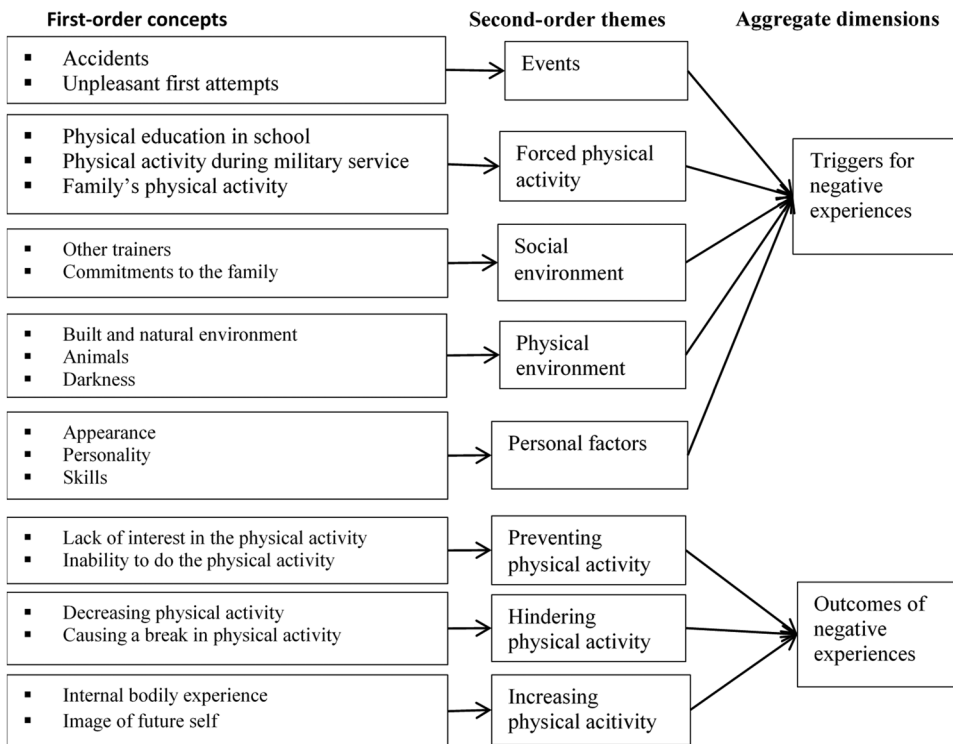 First-order concepts
Second-order themes
Aggregate dimensions
▪ Accidents
▪ Unpleasant first attempts
Events
▪ Physical education in school
▪ Physical activity during military service
▪ Family's physical activity
Forced physical
activity
Triggers for
negative
experiences
▪ Other trainers
▪ Commitments to the family
Social
environment
▪ Built and natural environment
▪ Animals
▪ Darkness
Physical
environment
▪ Appearance
▪ Personality
▪ Skills
Personal factors
▪ Lack of interest in the physical activity
▪ Inability to do the physical activity
Preventing
physical activity
▪ Decreasing physical activity
▪ Causing a break in physical activity
Hindering
physical activity
Outcomes of
negative
experiences
▪ Internal bodily experience
▪ Image of future self
Increasing
physical acitivity